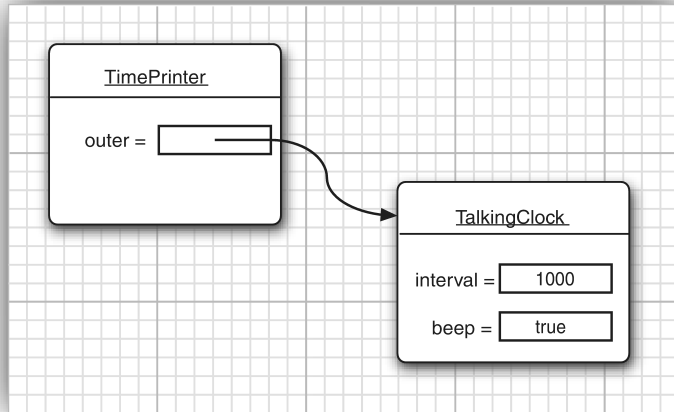 TimePrinter
outer =
TalkingClock
interval = 1000
beep = true